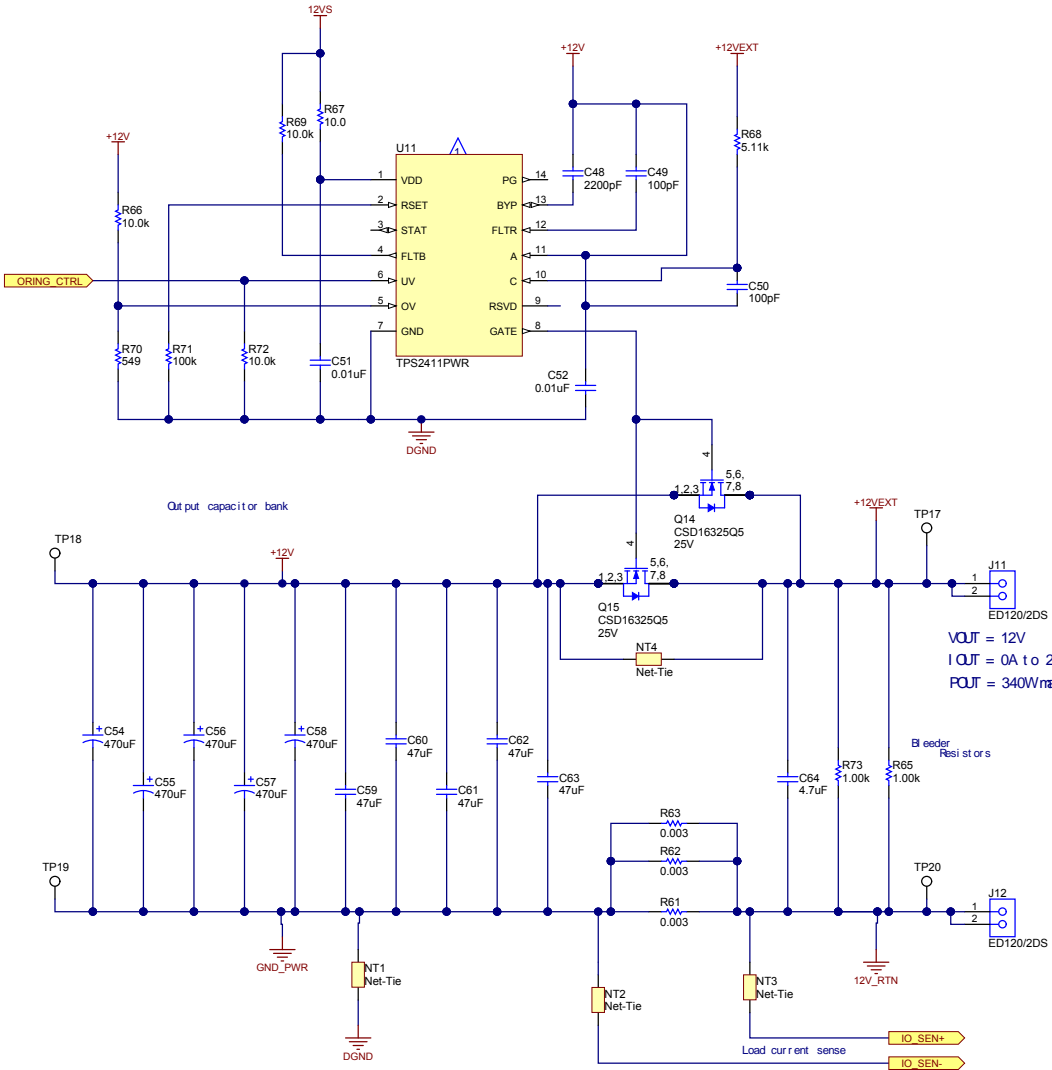 12VS
+12V
+12VEXT
R69
10.0k
R67
10.0
R68
5.11k
+12V
U11
1
1 VDD
2 RSET
3 STAT
4 FLTB
6 UV
5 OV
7 GND
PG 14
BYP 13
FLTR 12
A 11
C 10
RSVD 9
GATE 8
TPS2411PWR
C48
2200pF
C49
100pF
R66
10.0k
ORING_CTRL
C50
100pF
R70
549
R71
100k
R72
10.0k
C51
0.01uF
C52
0.01uF
DGND
4
1,2,3
5,6,
7,8
Q14
CSD16325Q5
25V
Output capacitor bank
TP18
+12V
4
1,2,3
5,6,
7,8
Q15
CSD16325Q5
25V
NT4
Net-Tie
+12VEXT
TP17
J11
1
2
ED120/2DS
VOUT = 12V
IOUT = 0A to 2
POUT = 340W
C54
470uF
C55
470uF
C56
470uF
C57
470uF
C58
470uF
C59
47uF
C60
47uF
C61
47uF
C62
47uF
C63
47uF
C64
4.7uF
R73
1.00k
R65
1.00k
Bleeder
Resistors
R63
0.003
R62
0.003
R61
0.003
TP19
TP20
J12
1
2
ED120/2DS
GND_PWR
NT1
Net-Tie
DGND
NT2
Net-Tie
NT3
Net-Tie
12V_RTN
Load current sense
IO_SEN+
IO_SEN-